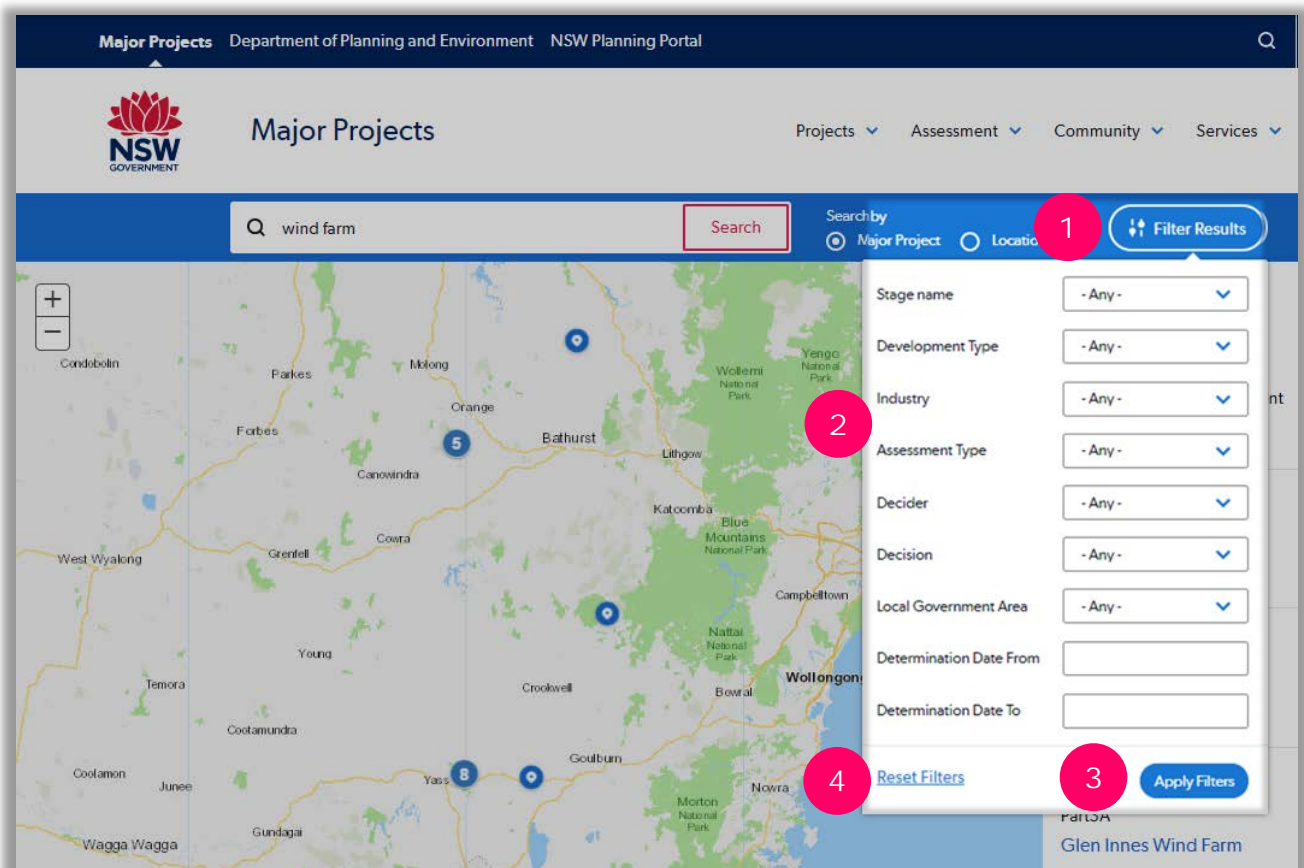 Major Projects Department of Planning and Environment NSW Planning Portal
NSW
GOVERNMENT
Major Projects
Projects Assessment Community Services
wind farm
Search
Search by
Major Project
1
Filter Results
Stage name - Any -
Development Type - Any -
Industry - Any -
2
Assessment Type - Any -
Decider - Any -
Decision - Any -
Local Government Area - Any -
Determination Date From
Determination Date To
4
Reset Filters
3
Apply Filters
+
−
Condobolin
Parkes
Molong
Wollemi
National
Park
Yengo
National
Park
Orange
Forbes
5
Bathurst
Lithgow
Canowindra
Katoomba
Blue
Mountains
National Park
Cowra
Grenfell
West Wyalong
Campbelltown
Nattai
National
Park
Young
Temora
Crookwell
Bowral
Cootamundra
Goulburn
Coolamon
Junee
Yass
8
Nowra
Morton
National
Park
Gundagai
Wagga Wagga
nt
Part3A
Glen Innes Wind Farm